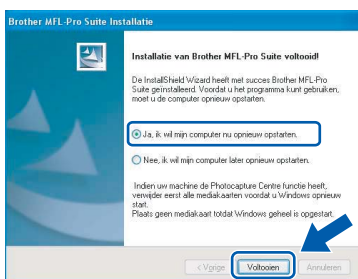 Brother MFL-Pro Suite Installatie
Installatie van Brother MFL-Pro Suite voltooid!
De InstallShield Wizard heeft met succes Brother MFL-Pro
Suite geïnstalleerd. Voordat u het programma kunt gebruiken,
moet u de computer opnieuw opstarten.
Ja, ik wil mijn computer nu opnieuw opstarten.
Nee, ik wil mijn computer later opnieuw opstarten.
Indien uw machine de Photocapture Centre functie heeft,
verwijder eerst alle mediakaarten voordat u Windows opnieuw
start.
Plaats geen mediakaart totdat Windows geheel is opgestart.
< Vorige Voltooien Annuleren